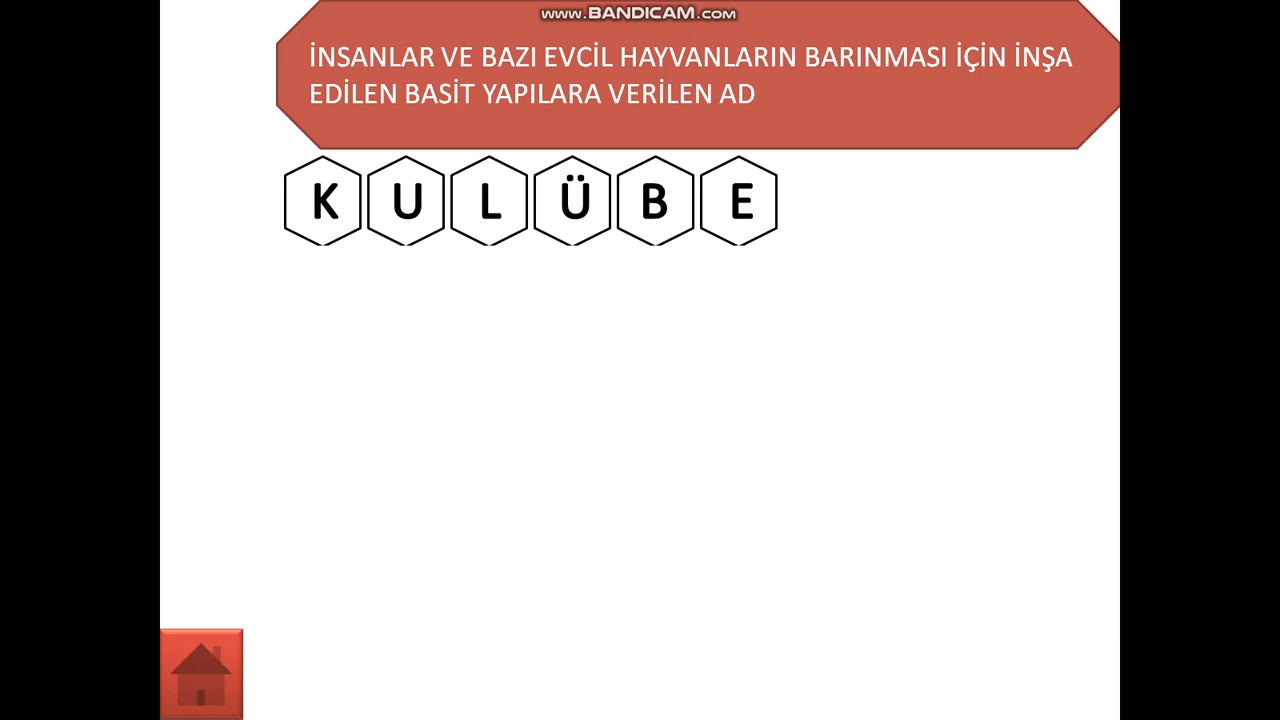 www.BANDICAM.com
İNSANLAR VE BAZI EVCİL HAYVANLARIN BARINMASI İÇİN İNŞA
EDİLEN BASİT YAPILARA VERİLEN AD
K U L Ü B E